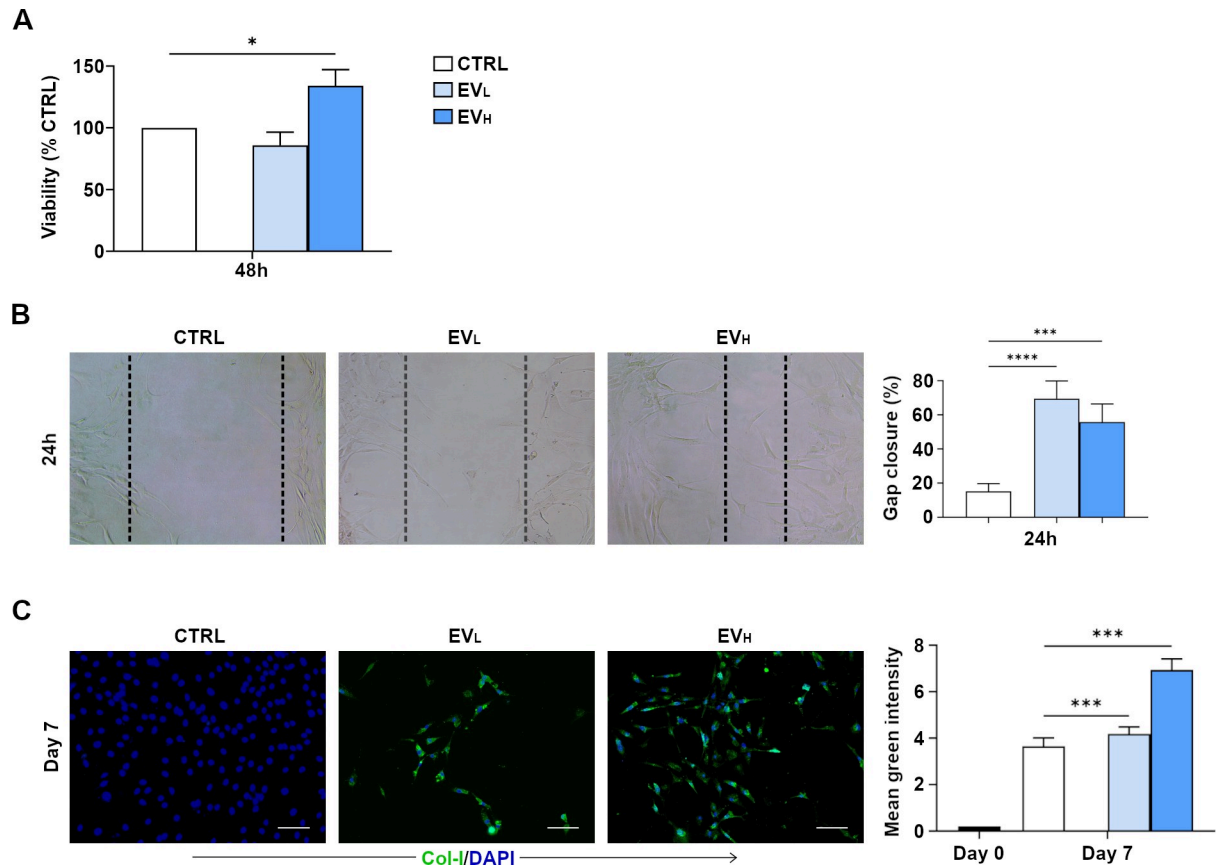 A
*
Viability (% CTRL)
150
100
50
0
48h
CTRL
EVL
EVH
B
CTRL
EVL
EVH
24h
***
****
Gap closure (%)
80
60
40
20
0
24h
C
CTRL
EVL
EVH
Day 7
Col-I/DAPI
***
***
Mean green intensity
8
6
4
2
0
Day 0
Day 7